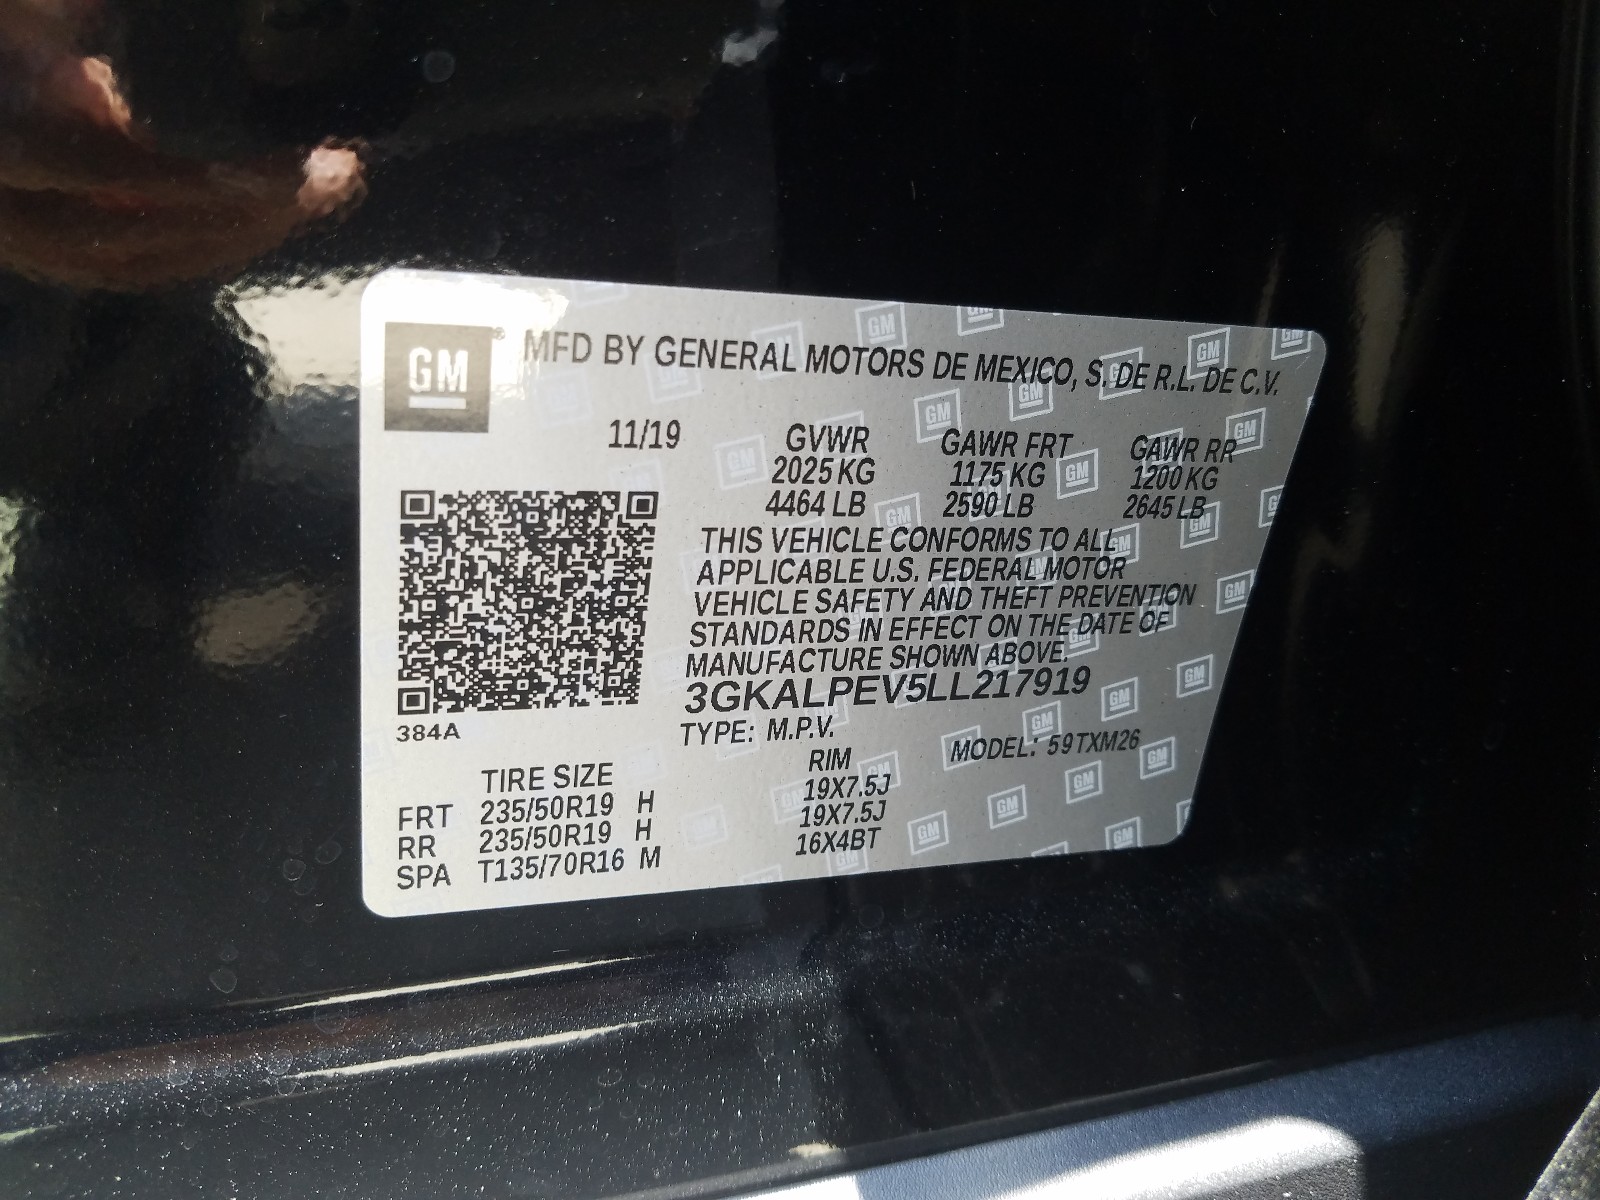 GM
MFD BY GENERAL MOTORS DE MEXICO, S. DE R.L. DE C.V.
11/19 GVWR GAWR FRT GAWR RR
2025 KG 1175 KG 1200 KG
4464 LB 2590 LB 2645 LB
THIS VEHICLE CONFORMS TO ALL
APPLICABLE U.S. FEDERAL MOTOR
VEHICLE SAFETY AND THEFT PREVENTION
STANDARDS IN EFFECT ON THE DATE OF
MANUFACTURE SHOWN ABOVE.
3GKALPEV5LL217919
384A
TYPE: M.P.V. MODEL: 59TXM26
TIRE SIZE RIM
FRT 235/50R19 H 19X7.5J
RR 235/50R19 H 19X7.5J
SPA T135/70R16 M 16X4BT